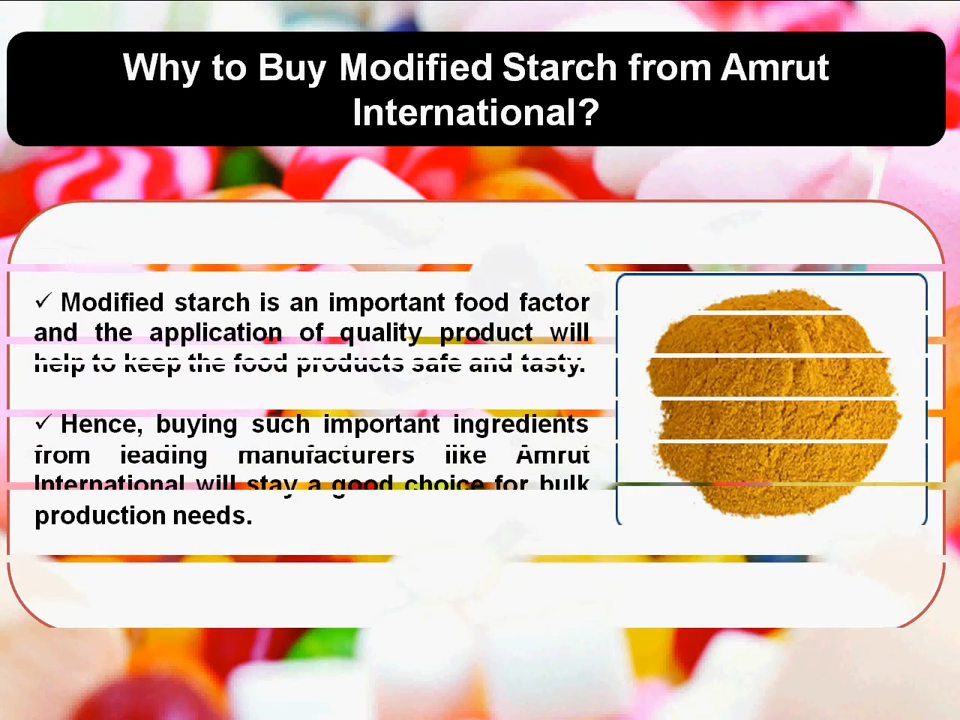 Why to Buy Modified Starch from Amrut
International?
✓ Modified starch is an important food factor
and the application of quality product will
help to keep the food products safe and tasty.
✓ Hence, buying such important ingredients
from leading manufacturers like Amrut
International will stay a good choice for bulk
production needs.